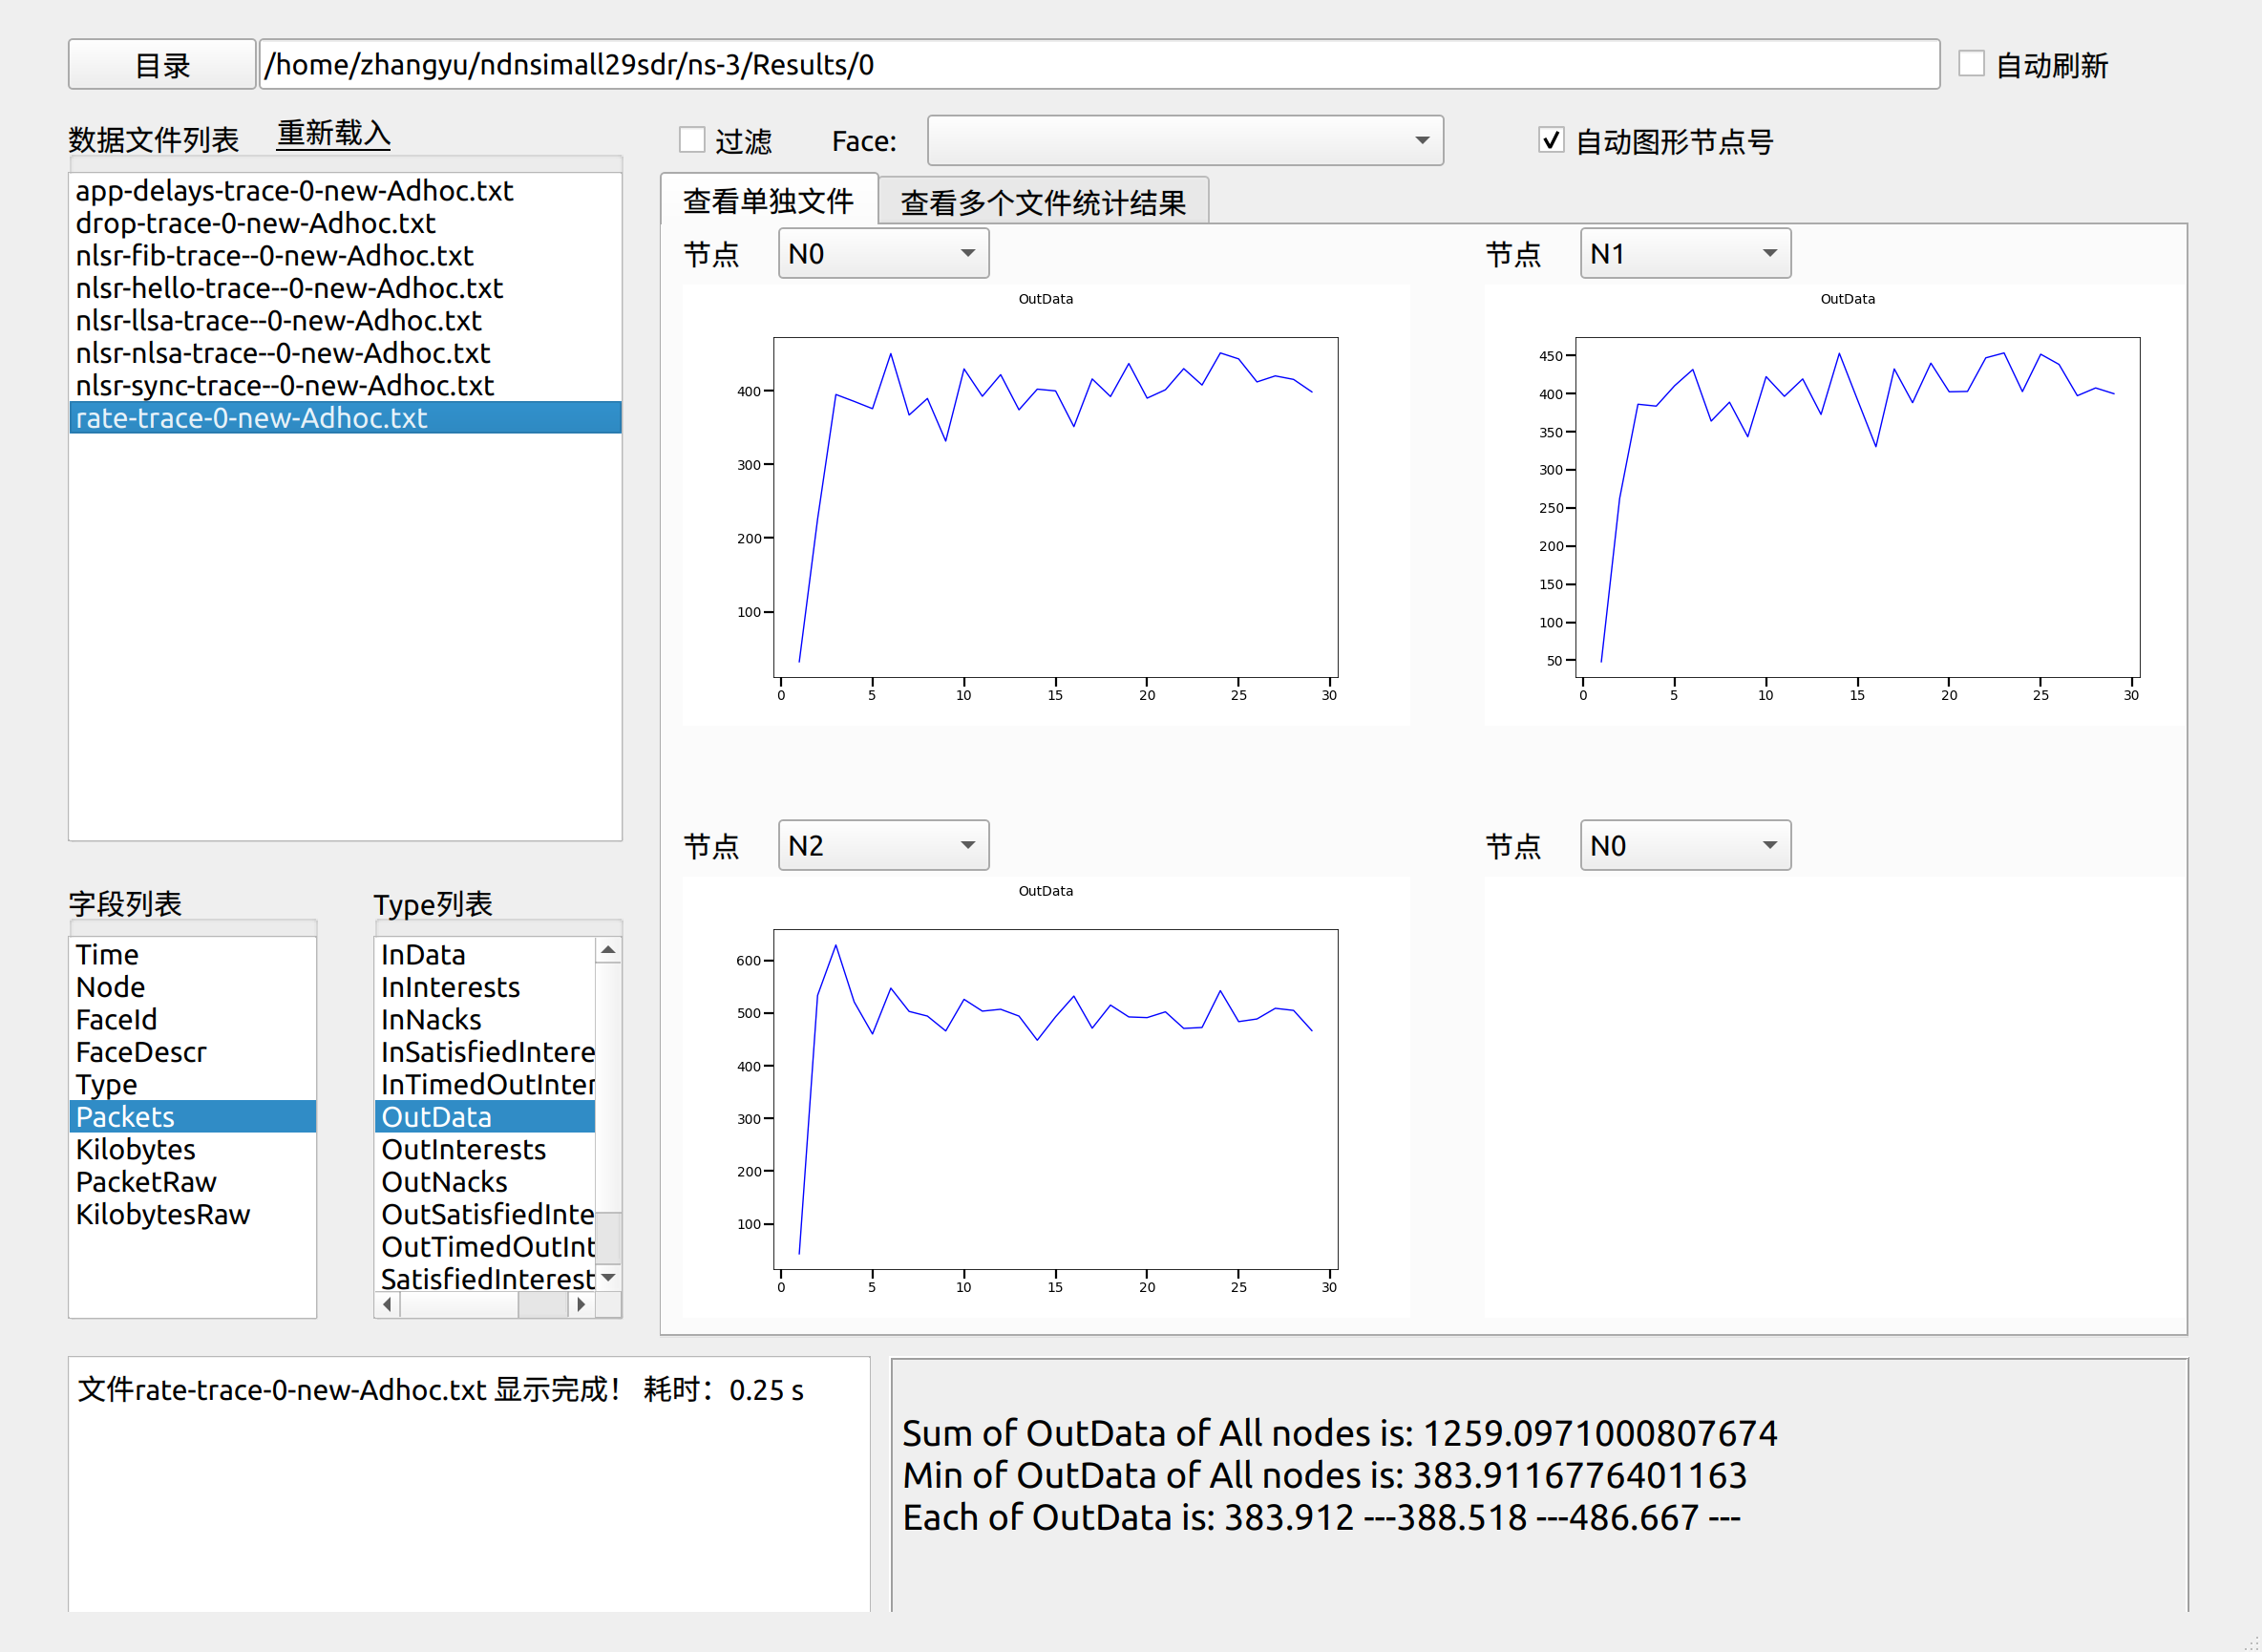 目录 /home/zhangyu/ndnsimall29sdr/ns-3/Results/0 自动刷新
数据文件列表 重新载入
过滤 Face: 自动图形节点号
app-delays-trace-0-new-Adhoc.txt
drop-trace-0-new-Adhoc.txt
nlsr-fib-trace--0-new-Adhoc.txt
nlsr-hello-trace--0-new-Adhoc.txt
nlsr-llsa-trace--0-new-Adhoc.txt
nlsr-nlsa-trace--0-new-Adhoc.txt
nlsr-sync-trace--0-new-Adhoc.txt
rate-trace-0-new-Adhoc.txt
查看单独文件 查看多个文件统计结果
节点 N0
OutData
400
300
200
100
0 5 10 15 20 25 30
节点 N1
OutData
450
400
350
300
250
200
150
100
50
0 5 10 15 20 25 30
节点 N2
OutData
600
500
400
300
200
100
0 5 10 15 20 25 30
节点 N0
字段列表
Time
Node
FaceId
FaceDescr
Type
Packets
Kilobytes
PacketRaw
KilobytesRaw
Type列表
InData
InInterests
InNacks
InSatisfiedIntere
InTimedOutInter
OutData
OutInterests
OutNacks
OutSatisfiedInte
OutTimedOutInt
SatisfiedInterest
文件rate-trace-0-new-Adhoc.txt 显示完成！ 耗时：0.25 s
Sum of OutData of All nodes is: 1259.0971000807674
Min of OutData of All nodes is: 383.9116776401163
Each of OutData is: 383.912 ---388.518 ---486.667 ---